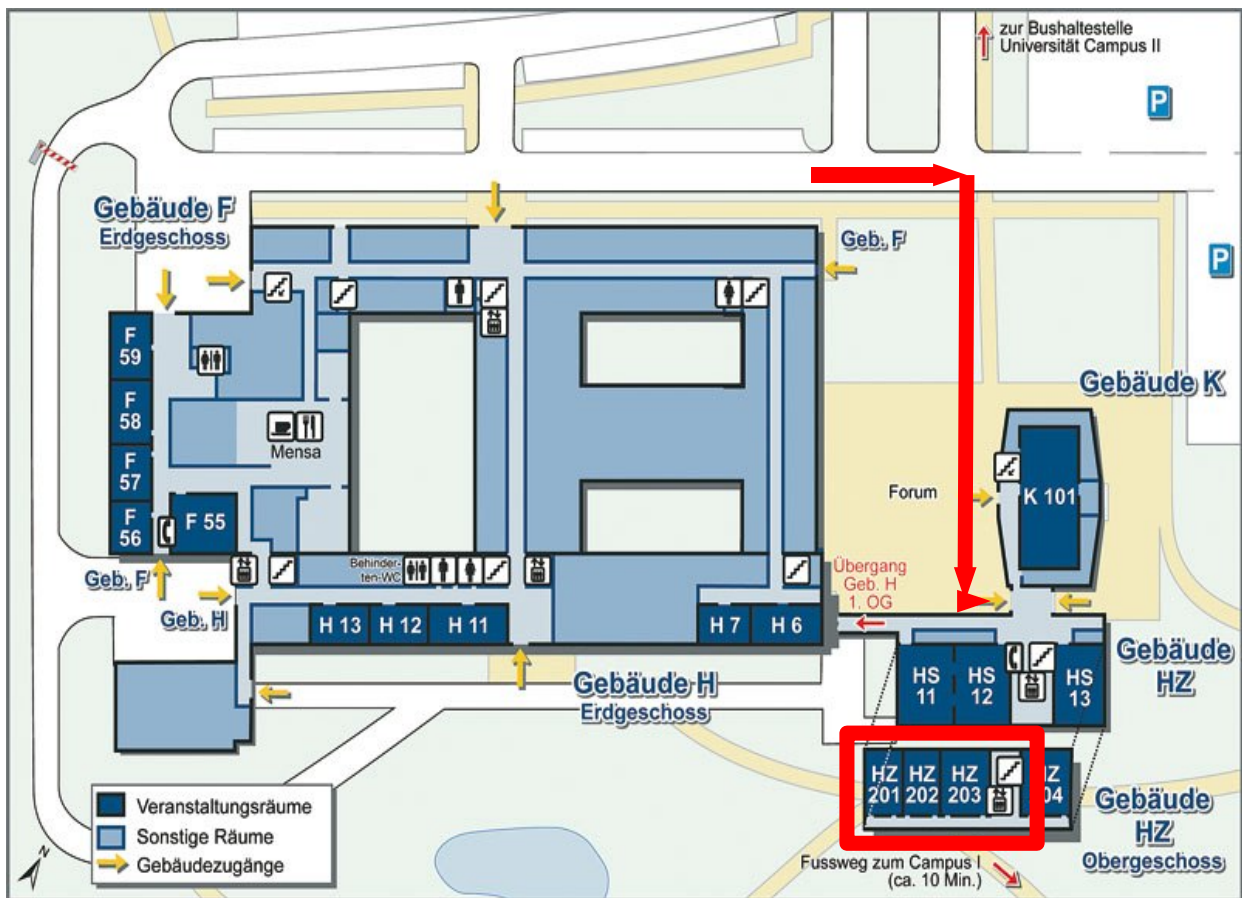 zur Bushaltestelle
Universität Campus II
P
Gebäude F
Erdgeschoss
Geb. F
P
F
59
F
58
F
57
F
56
F 55
Mensa
Gebäude K
Forum
K 101
Behinder-
ten-WC
Übergang
Geb. H
1. OG
Geb. F
Geb. H
H 13
H 12
H 11
H 7
H 6
Gebäude H
Erdgeschoss
HS
11
HS
12
HS
13
Gebäude
HZ
HZ
201
HZ
202
HZ
203
HZ
204
Gebäude
HZ
Obergeschoss
Veranstaltungsräume
Sonstige Räume
Gebäudezugänge
N
Fussweg zum Campus I
(ca. 10 Min.)